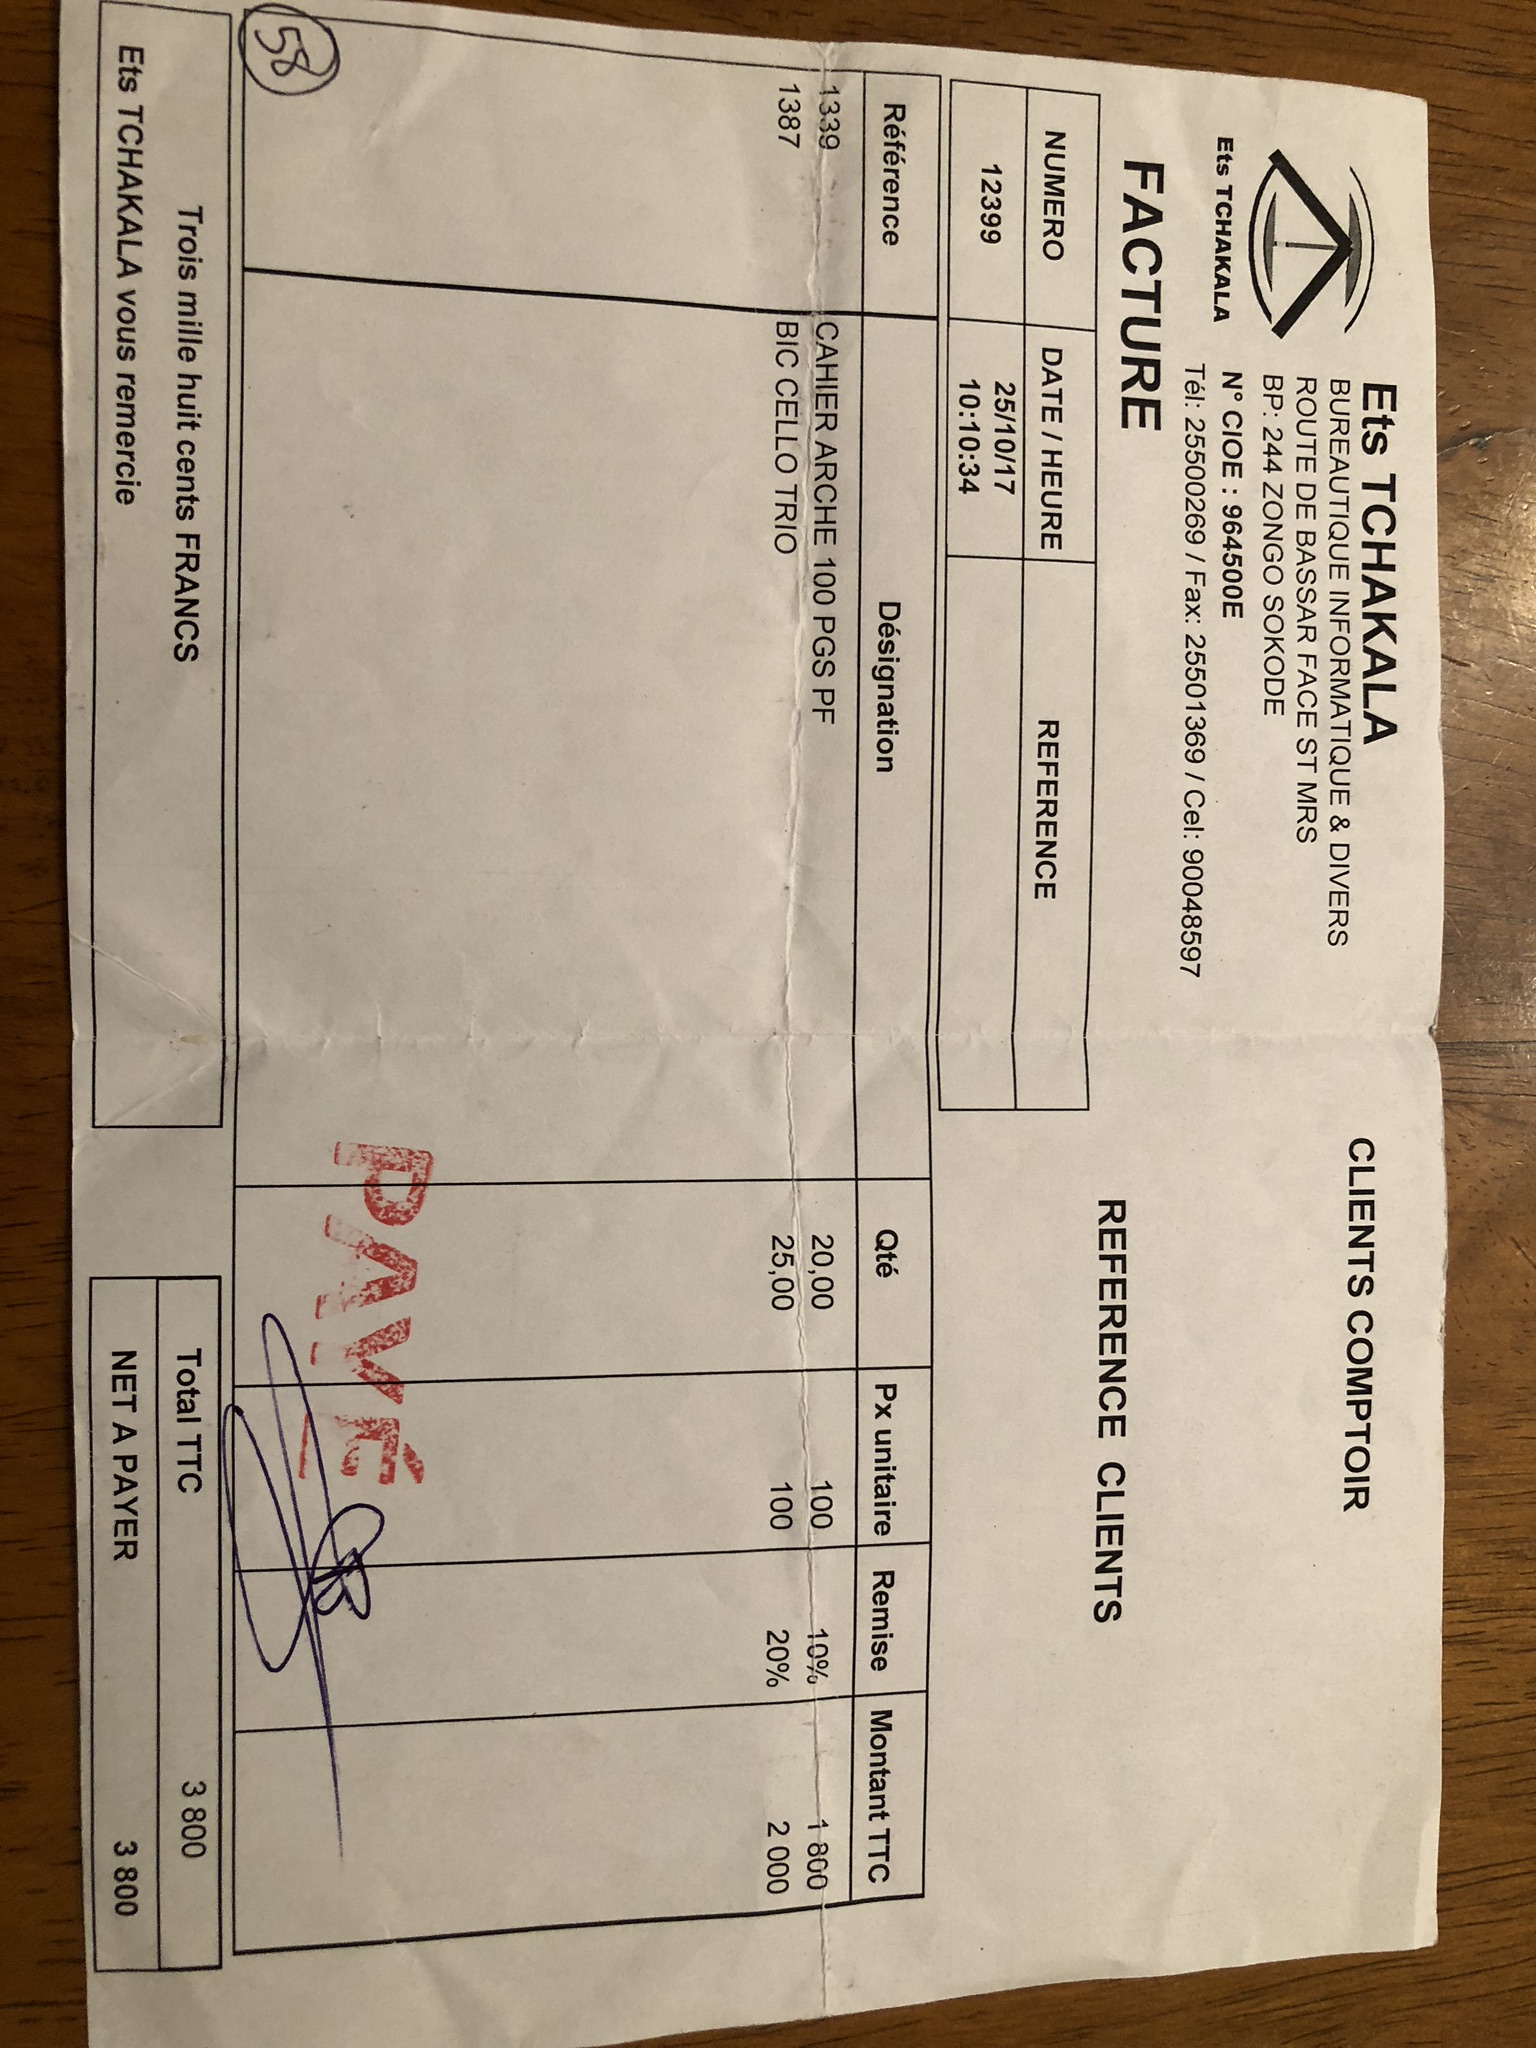 Ets TCHAKALA
Ets TCHAKALA
BUREAUTIQUE INFORMATIQUE & DIVERS
ROUTE DE BASSAR FACE ST MRS
BP: 244 ZONGO SOKODE
N° CIOE : 964500E
Tél: 25500269 / Fax: 25501369 / Cel: 90048597
CLIENTS COMPTOIR
FACTURE
REFERENCE CLIENTS
NUMERO DATE / HEURE REFERENCE
12399 25/10/17
10:10:34
Référence Désignation Qté Px unitaire Remise Montant TTC
1339 CAHIER ARCHE 100 PGS PF 20,00 100 10% 1 800
1387 BIC CELLO TRIO 25,00 100 20% 2 000
PAYÉ
58
Trois mille huit cents FRANCS
Total TTC 3 800
Ets TCHAKALA vous remercie
NET A PAYER 3 800